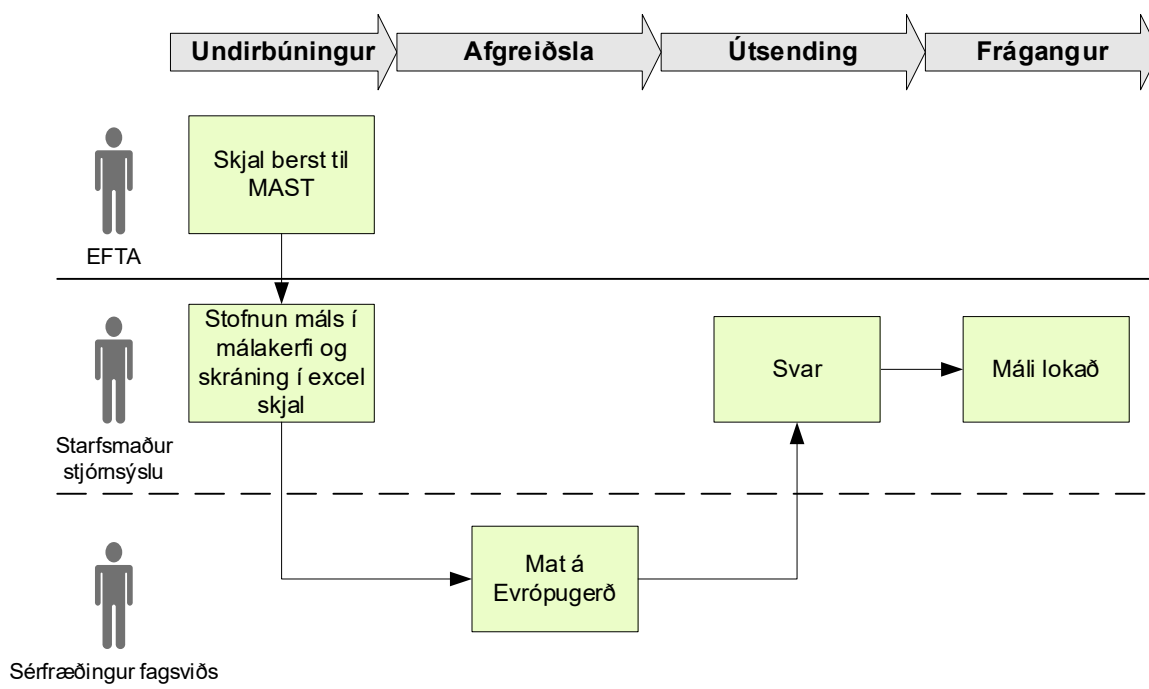 Undirbúningur
Afgreiðsla
Útsending
Frágangur
Skjal berst til
MAST
EFTA
Stofnun máls í
málakerfi og
skráning í excel
skjal
Svar
Máli lokað
Starfsmaður
stjórnsýslu
Mat á
Evrópugerð
Sérfræðingur fagsviðs